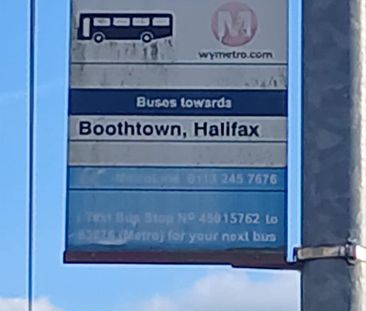 M
wymetro.com
Buses towards
Boothtown, Halifax
MetroLine 0113 245 7676
Text Bus Stop Nº 45015762 to
(Metro) for your next bus